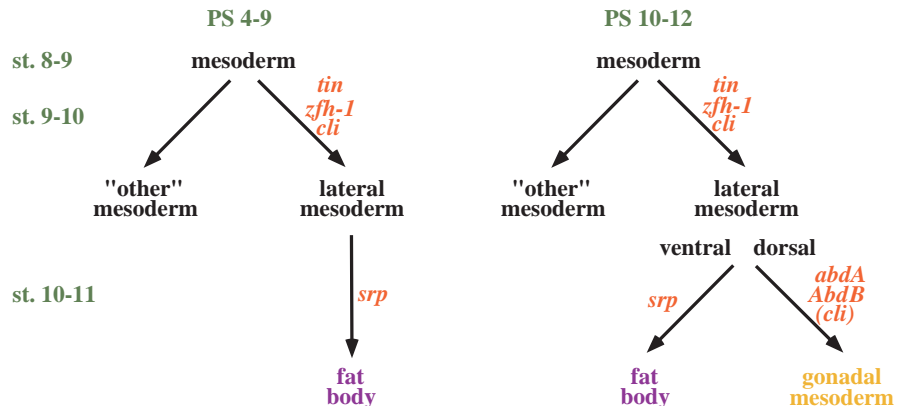 PS 4-9
PS 10-12
st. 8-9
mesoderm
mesoderm
st. 9-10
tin
zfh-1
cli
tin
zfh-1
cli
"other"
mesoderm
lateral
mesoderm
"other"
mesoderm
lateral
mesoderm
ventral dorsal
st. 10-11
srp
srp
abdA
AbdB
(cli)
fat
body
fat
body
gonadal
mesoderm